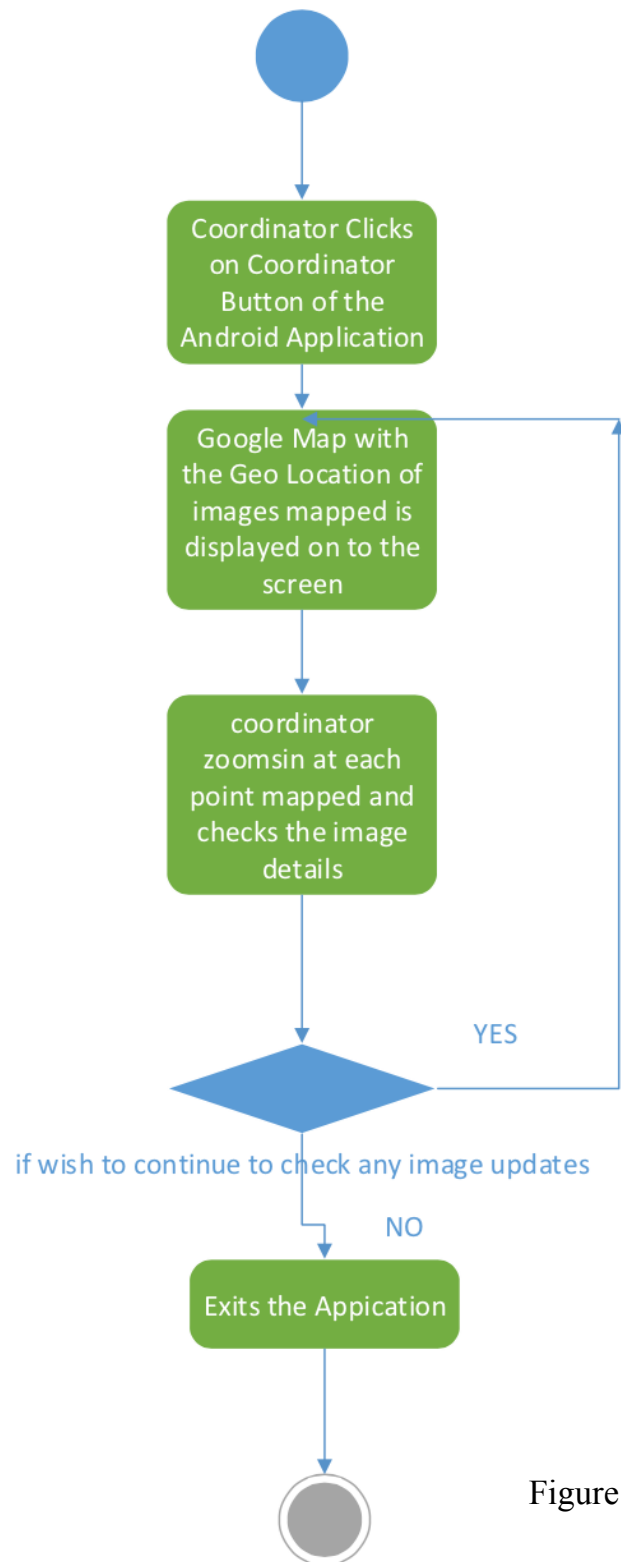 Coordinator Clicks
on Coordinator
Button of the
Android Application
Google Map with
the Geo Location of
images mapped is
displayed on to the
screen
coordinator
zoomsin at each
point mapped and
checks the image
details
YES
if wish to continue to check any image updates
NO
Exits the Appication
Figure